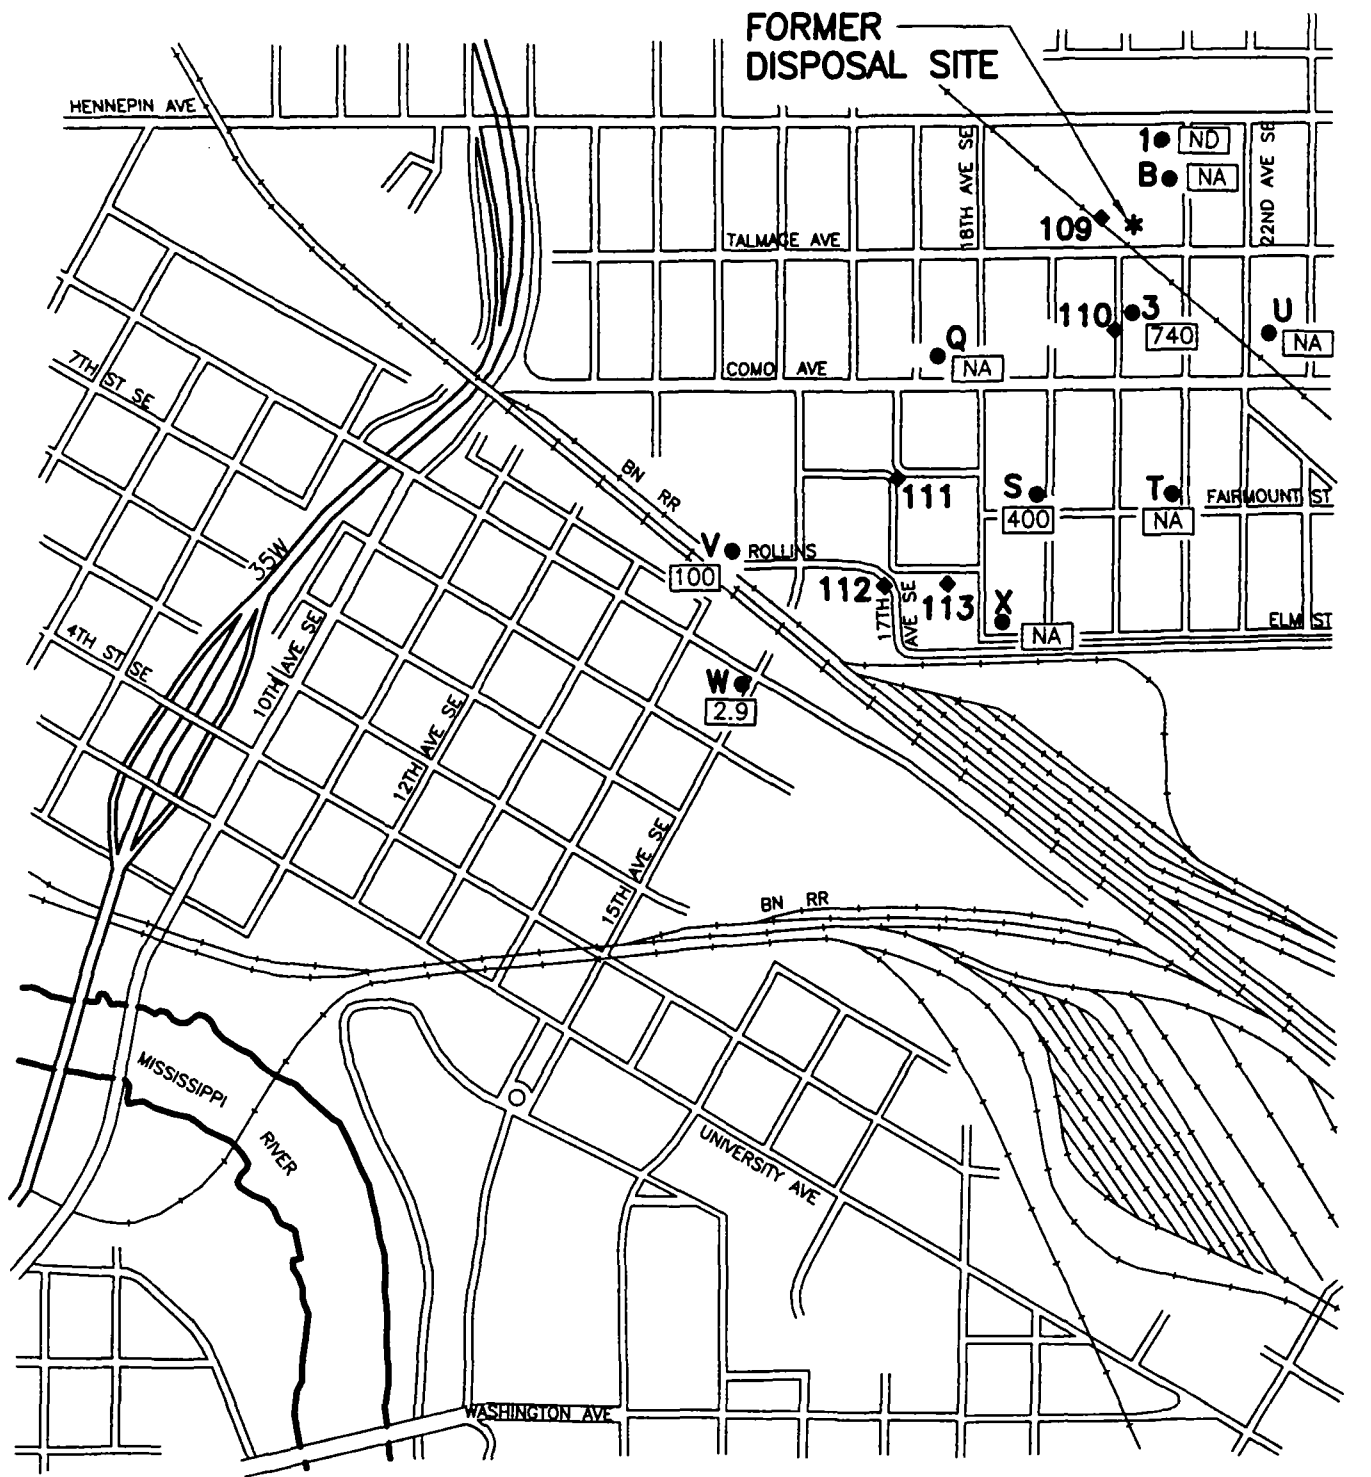 FORMER
DISPOSAL SITE
HENNEPIN AVE
1 ND
B NA
18TH AVE SE
22ND AVE SE
109
TALMAGE AVE
110
3
740
U
NA
Q
NA
COMO AVE
7TH ST SE
BN RR
111
S
400
T
NA
FAIRMOUNT ST
35W
V
100
ROLLINS
112
17TH AVE SE
113
X
NA
ELM ST
4TH ST SE
10TH AVE SE
12TH AVE SE
W
2.9
15TH AVE SE
BN RR
MISSISSIPPI
RIVER
UNIVERSITY AVE
WASHINGTON AVE